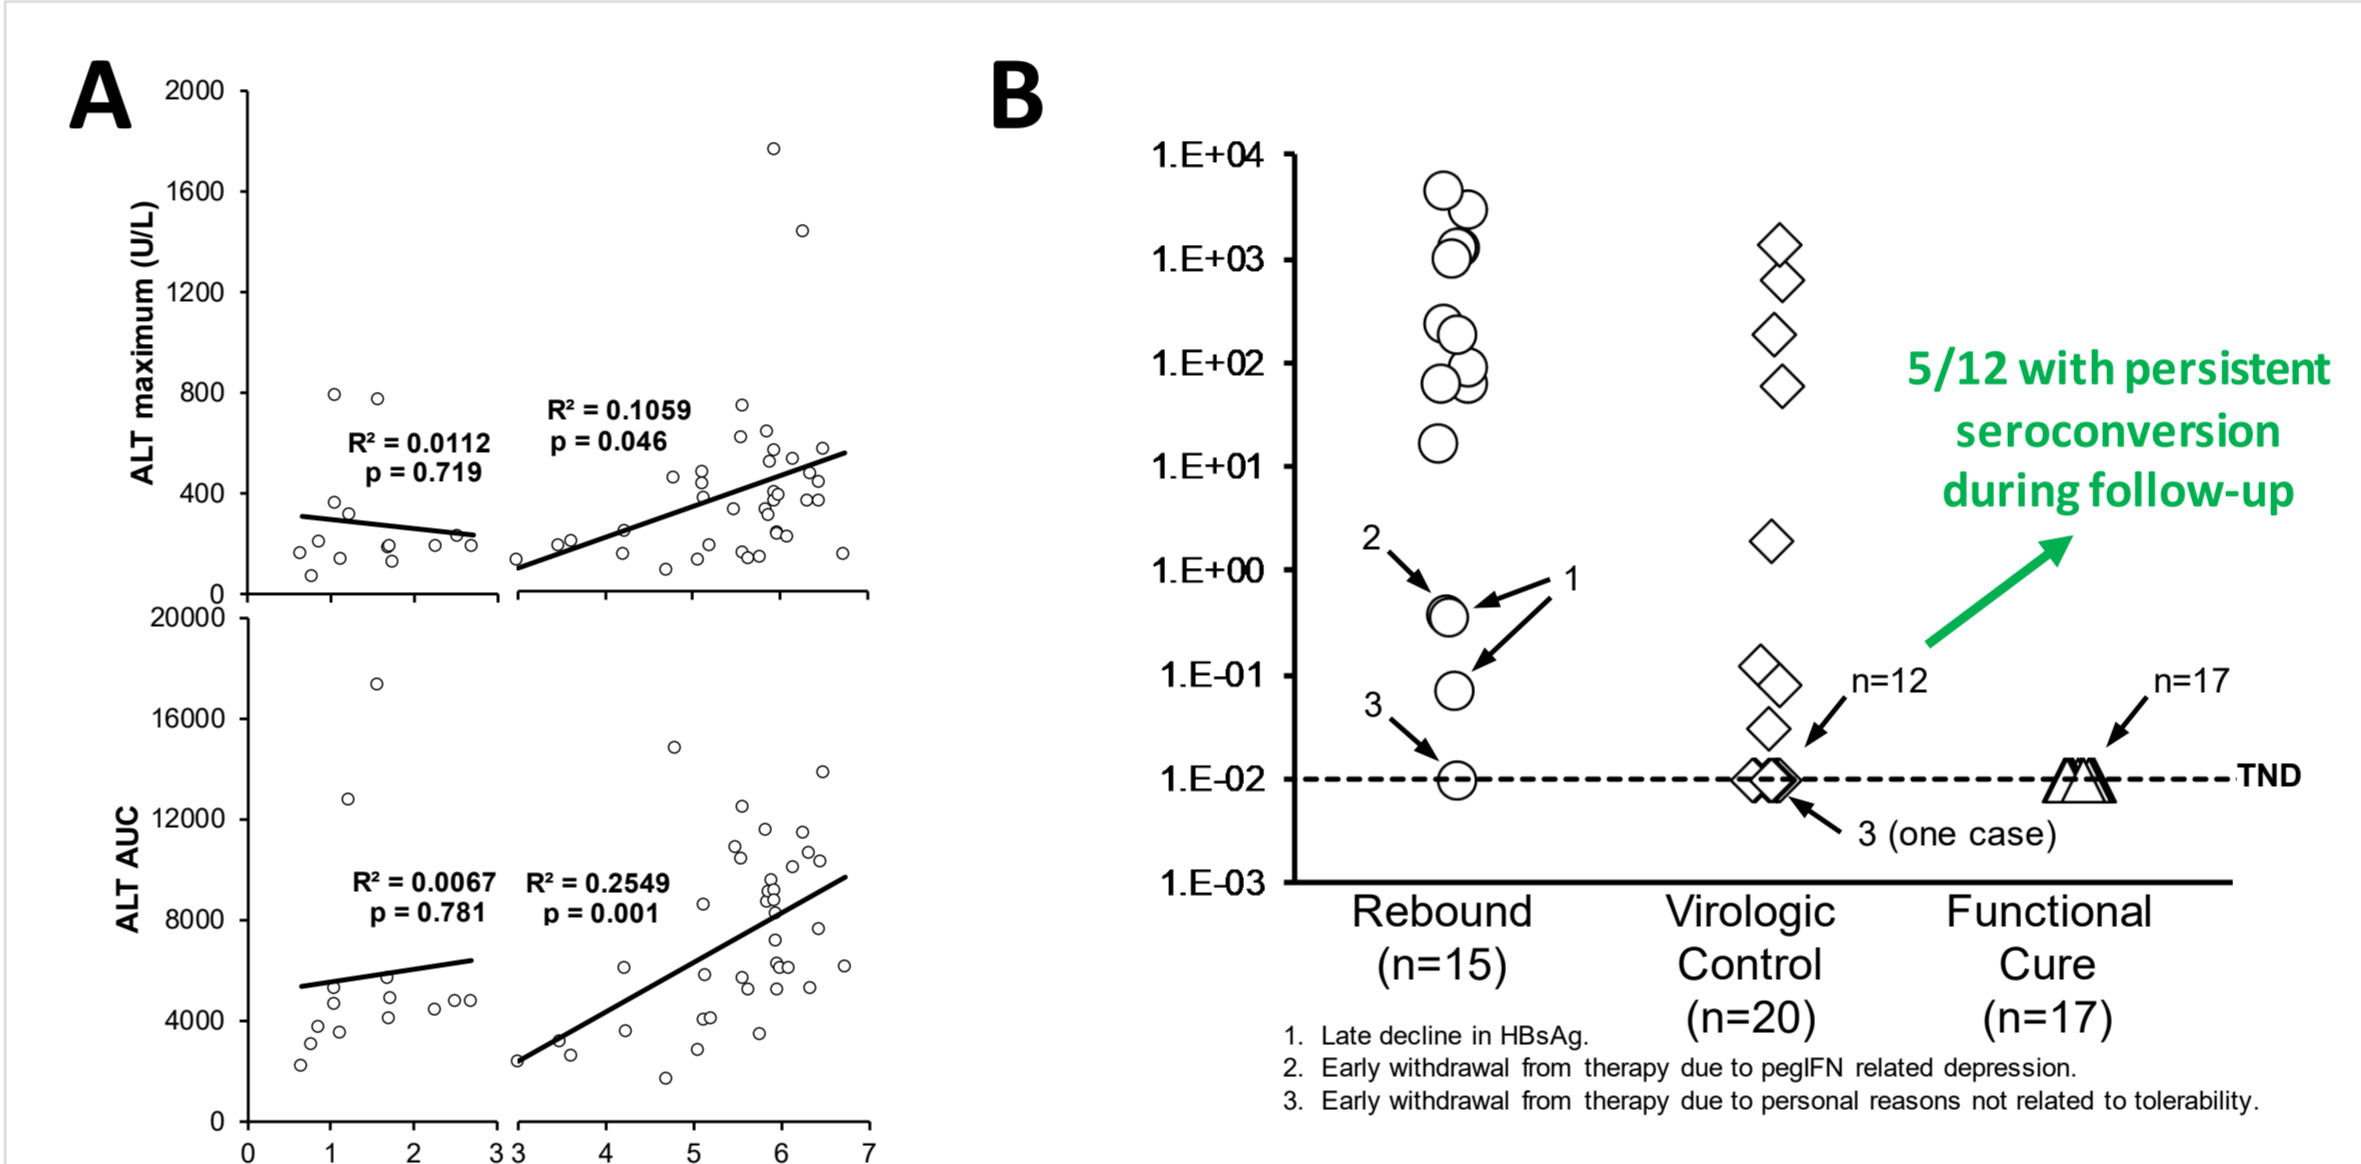 A
2000
1600
1200
800
400
0
ALT maximum (U/L)
R² = 0.0112
p = 0.719
R² = 0.1059
p = 0.046
20000
16000
12000
8000
4000
0
ALT AUC
R² = 0.0067
p = 0.781
R² = 0.2549
p = 0.001
0 1 2 3 3 4 5 6 7
B
1.E+04
1.E+03
1.E+02
1.E+01
1.E+00
1.E-01
1.E-02
1.E-03
2
1
3
n=12
n=17
TND
3 (one case)
5/12 with persistent
seroconversion
during follow-up
Rebound
(n=15)
Virologic
Control
(n=20)
Functional
Cure
(n=17)
1. Late decline in HBsAg.
2. Early withdrawal from therapy due to pegIFN related depression.
3. Early withdrawal from therapy due to personal reasons not related to tolerability.